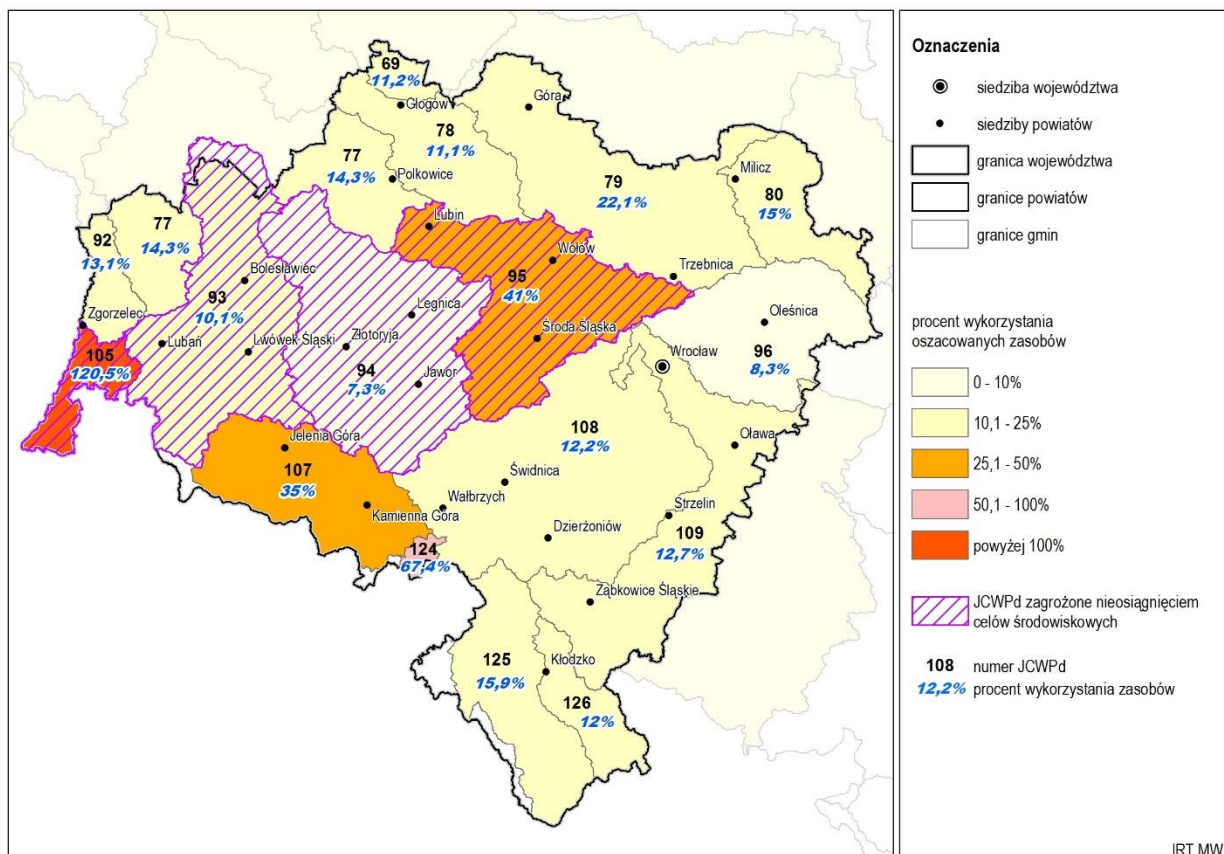 69
11,2%
Głogów
Góra
78
11,1%
77
14,3%
Polkowice
79
22,1%
Milicz
80
15%
Lubin
92
13,1%
77
14,3%
Wołów
95
41%
Trzebnica
Bolesławiec
93
10,1%
Legnica
Oleśnica
Zgorzelec
Środa Śląska
Złotoryja
Lubań
Lwówek Śląski
Wrocław
96
8,3%
105
120,5%
94
7,3%
Jawor
108
12,2%
Jelenia Góra
Oława
107
35%
Świdnica
Wałbrzych
Kamienna Góra
Strzelin
109
12,7%
Dzierżoniów
124
67,4%
Ząbkowice Śląskie
125
15,9%
Kłodzko
126
12%
Oznaczenia
siedziba województwa
siedziby powiatów
granica województwa
granice powiatów
granice gmin
procent wykorzystania
oszacowanych zasobów
0 - 10%
10,1 - 25%
25,1 - 50%
50,1 - 100%
powyżej 100%
JCWPd zagrożone nieosiągnięciem
celów środowiskowych
108 numer JCWPd
12,2% procent wykorzystania zasobów
IRT MW